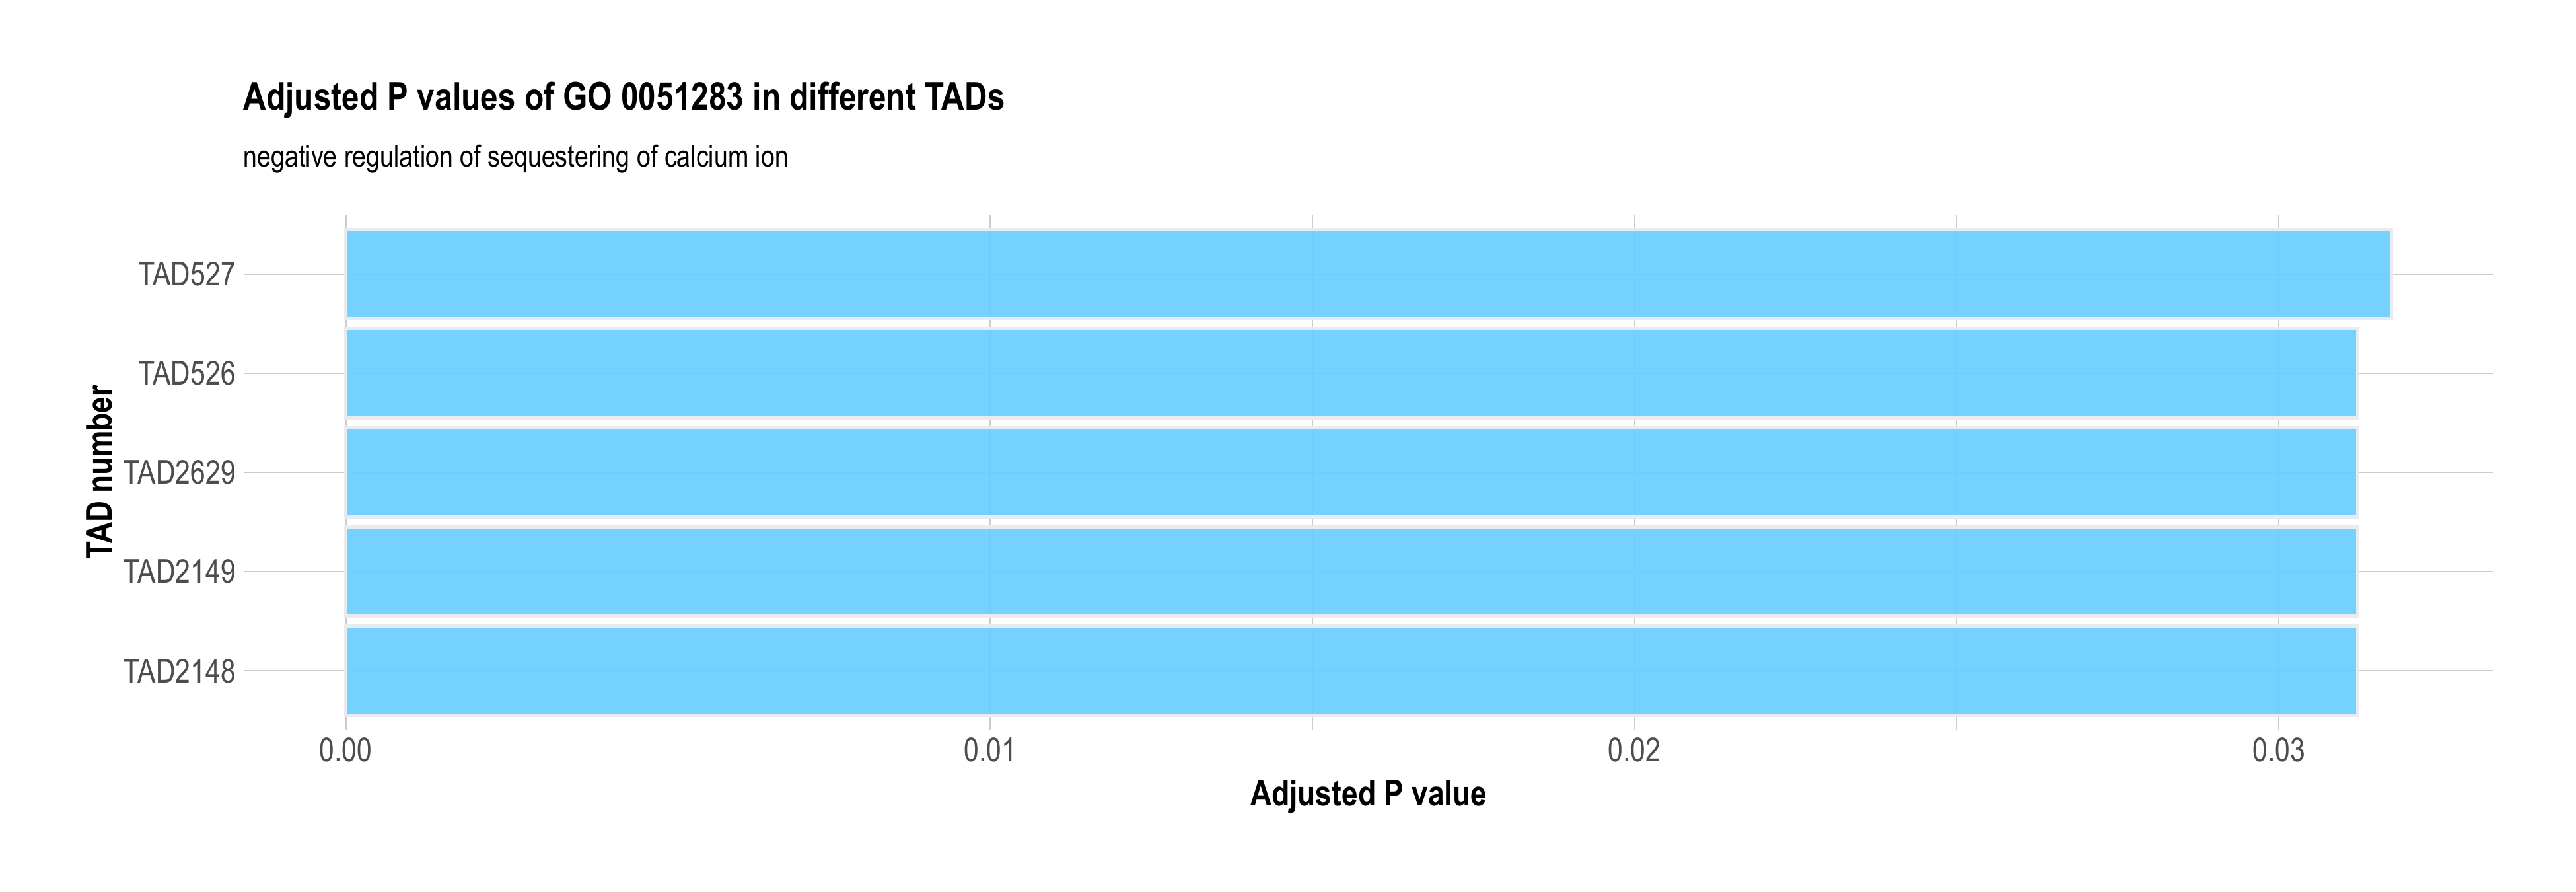 Adjusted P values of GO 0051283 in different TADs
negative regulation of sequestering of calcium ion
TAD number
TAD527
TAD526
TAD2629
TAD2149
TAD2148
0.00 0.01 0.02 0.03
Adjusted P value